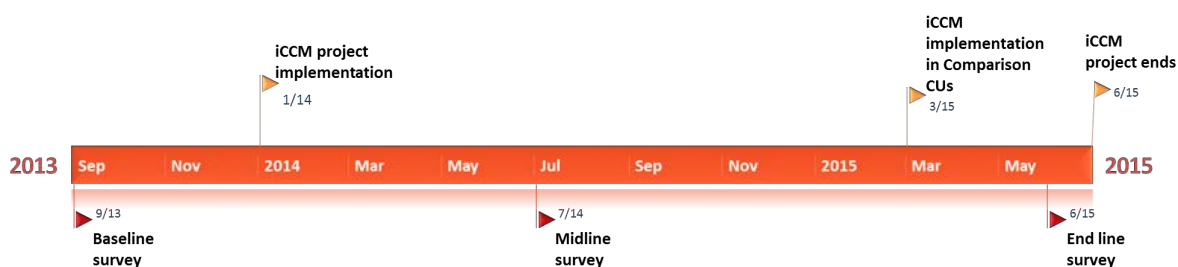 iCCM project
implementation
1/14
iCCM
implementation
in Comparison
CUs
3/15
iCCM
project ends
6/15
2013 Sep Nov 2014 Mar May Jul Sep Nov 2015 Mar May 2015
9/13
Baseline
survey
7/14
Midline
survey
6/15
End line
survey